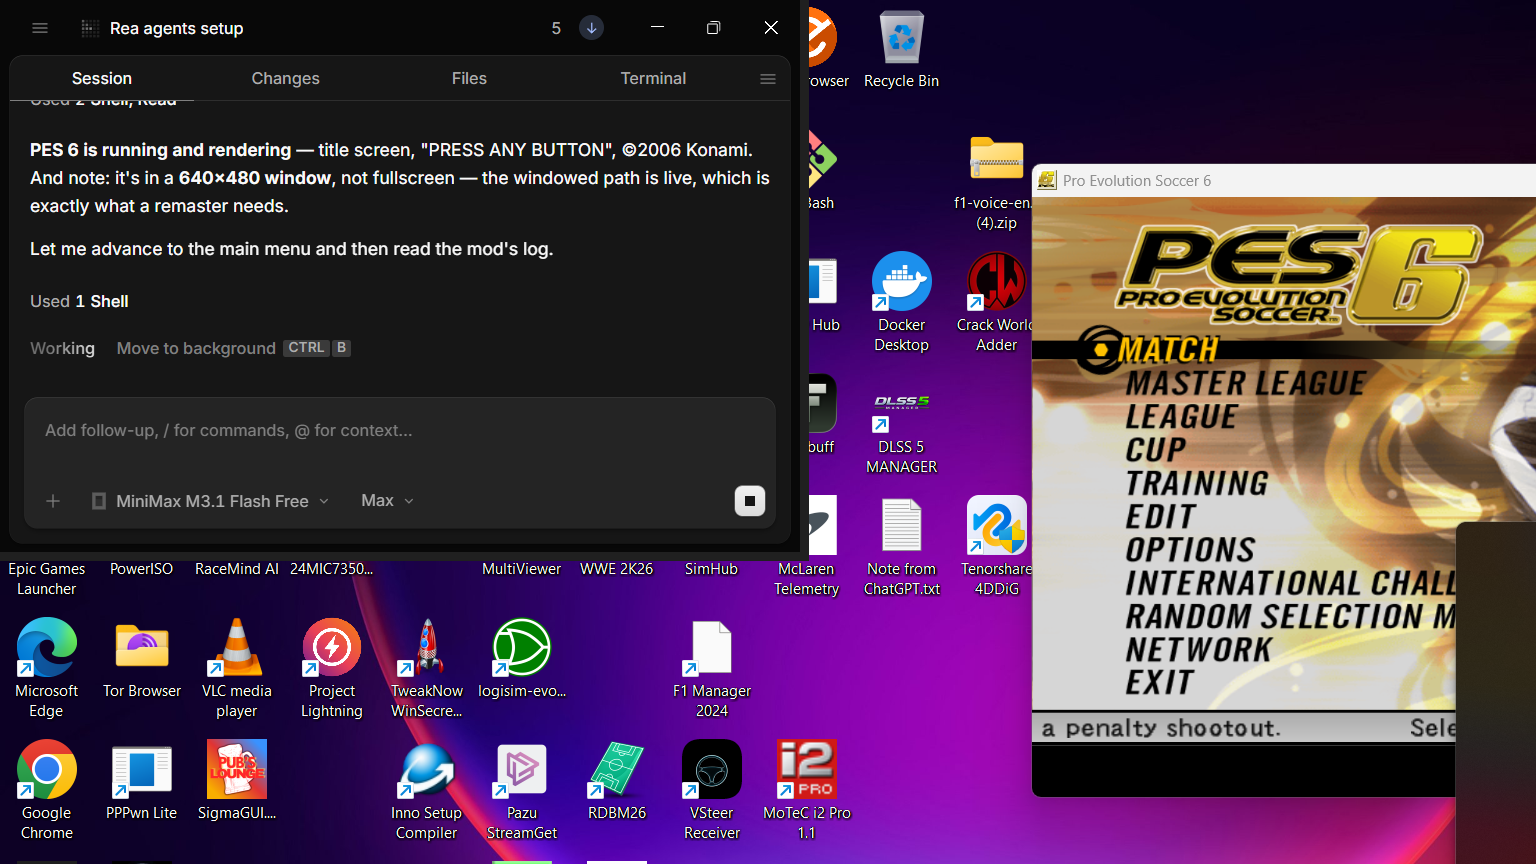 Rea agents setup
5
Session
Changes
Files
Terminal
Used 2 Shell, Read
PES 6 is running and rendering — title screen, "PRESS ANY BUTTON", ©2006 Konami.
And note: it's in a 640×480 window, not fullscreen — the windowed path is live, which is
exactly what a remaster needs.
Let me advance to the main menu and then read the mod's log.
Used 1 Shell
Working
Move to background CTRL B
Add follow-up, / for commands, @ for context...
MiniMax M3.1 Flash Free
Max
owser
Recycle Bin
Bash
f1-voice-en.
(4).zip
Hub
Docker
Desktop
CW
Crack World
Adder
buff
DLSS 5
MANAGER
DLSS 5
MANAGER
Epic Games
Launcher
PowerISO
RaceMind AI
24MIC7350...
MultiViewer
WWE 2K26
SimHub
McLaren
Telemetry
Note from
ChatGPT.txt
Tenorshare
4DDiG
Microsoft
Edge
Tor Browser
VLC media
player
Project
Lightning
TweakNow
WinSecre...
logisim-evo...
F1 Manager
2024
Google
Chrome
PPPwn Lite
PUB'S
LOUNGE
SigmaGUI....
Inno Setup
Compiler
Pazu
StreamGet
RDBM26
VSteer
Receiver
i2
PRO
MoTeC i2 Pro
1.1
Pro Evolution Soccer 6
PES 6
PRO EVOLUTION
SOCCER
MATCH
MASTER LEAGUE
LEAGUE
CUP
TRAINING
EDIT
OPTIONS
INTERNATIONAL CHALL
RANDOM SELECTION M
NETWORK
EXIT
a penalty shootout.
Sele